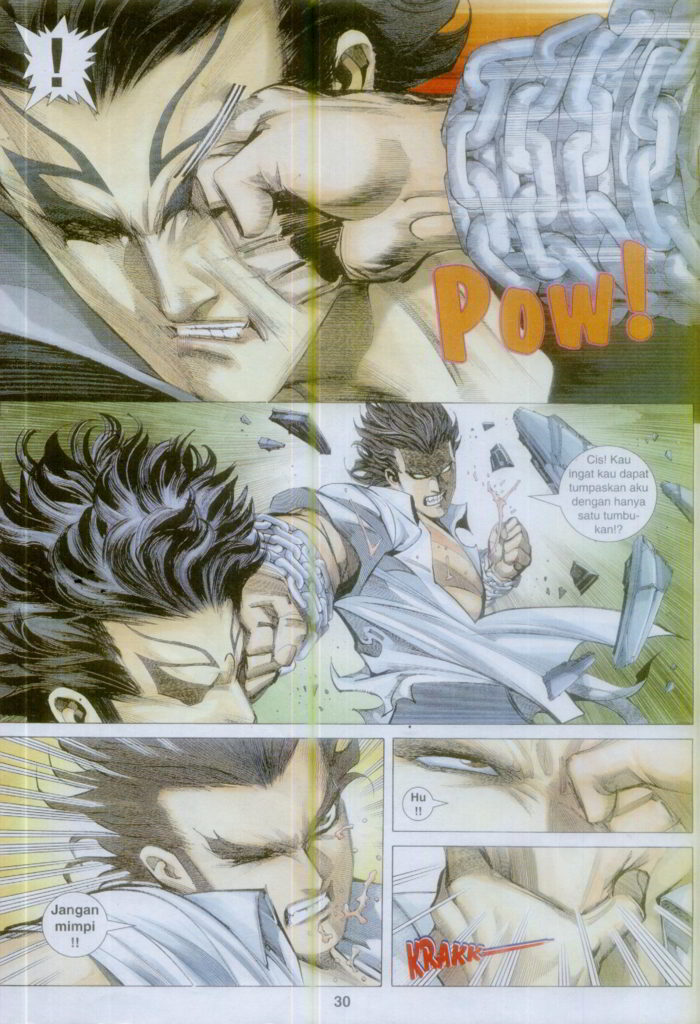 !
Pow!
Cis! Kau
ingat kau dapat
tumpaskan aku
dengan hanya
satu tumbu-
kan!?
Jangan
mimpi
!!
Hu
!!
KRAKK
30